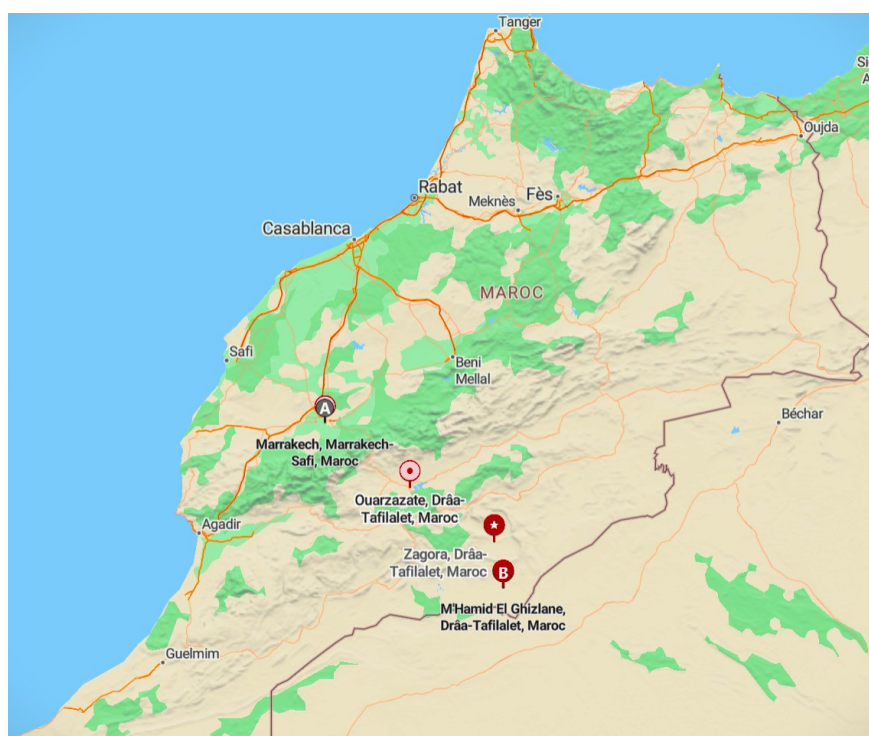 Tanger
Si
A
Oujda
Rabat
Fès
Meknès
Casablanca
MAROC
Safi
Beni
Mellal
A
Béchar
Marrakech, Marrakech-
Safi, Maroc
Ouarzazate, Drâa-
Tafilalet, Maroc
Agadir
Zagora, Drâa-
Tafilalet, Maroc
B
M'Hamid El Ghizlane,
Drâa-Tafilalet, Maroc
Guelmim